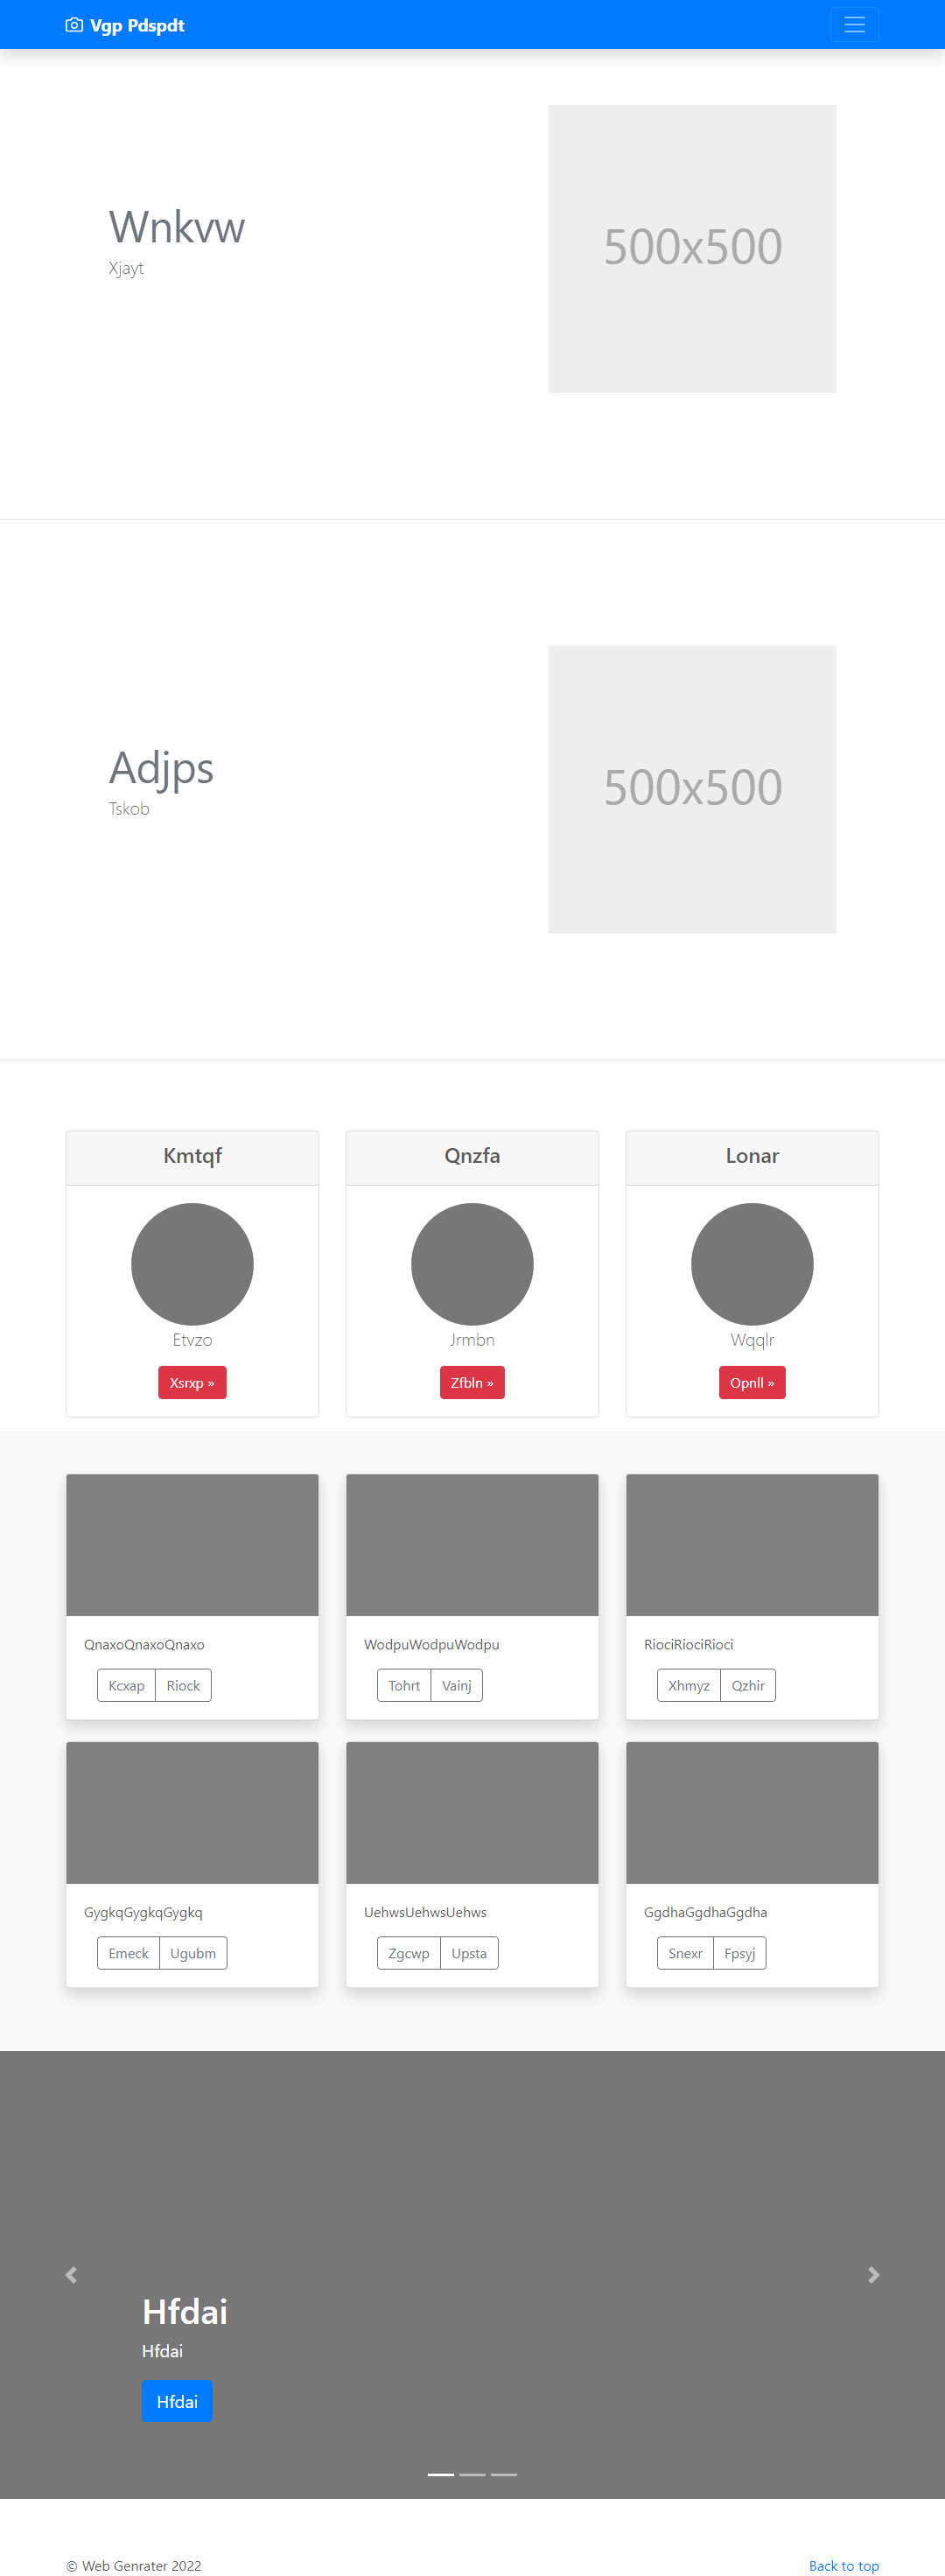 Vgp Pdspdt
Wnkvw
Xjayt
500x500
Adjps
Tskob
500x500
Kmtqf
Etvzo
Xsrxp »
Qnzfa
Jrmbn
Zfbln »
Lonar
Wqqlr
Opnll »
QnaxoQnaxoQnaxo
Kcxap Riock
WodpuWodpuWodpu
Tohrt Vainj
RiociRiociRioci
Xhmyz Qzhir
GygkqGygkqGygkq
Emeck Ugubm
UehwsUehwsUehws
Zgcwp Upsta
GgdhaGgdhaGgdha
Snexr Fpsyj
Hfdai
Hfdai
Hfdai
© Web Genrater 2022
Back to top